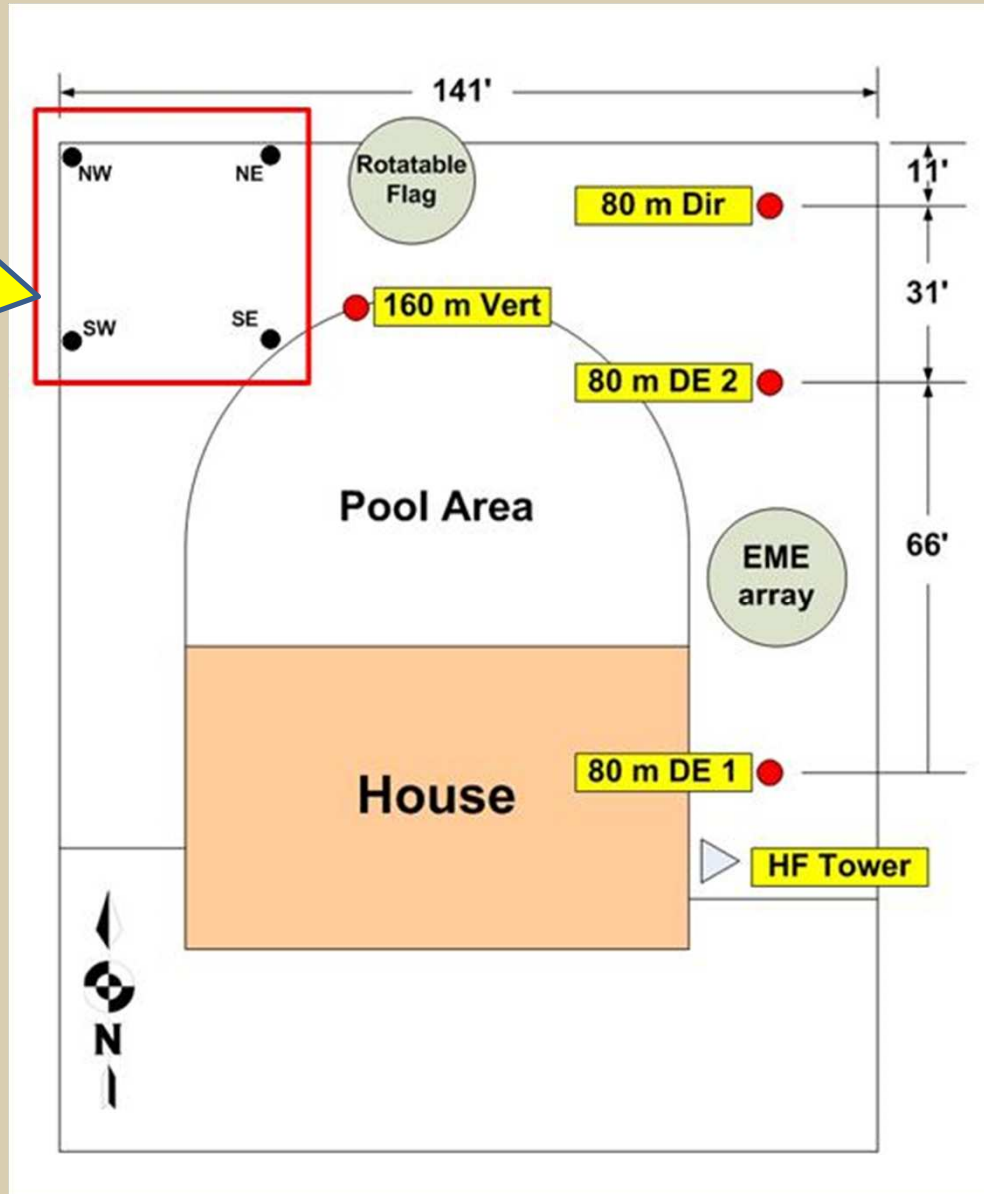 141'
Rotatable
Flag
11'
NW
NE
80 m Dir
31'
160 m Vert
SW
SE
80 m DE 2
Pool Area
66'
EME
array
80 m DE 1
House
HF Tower
N